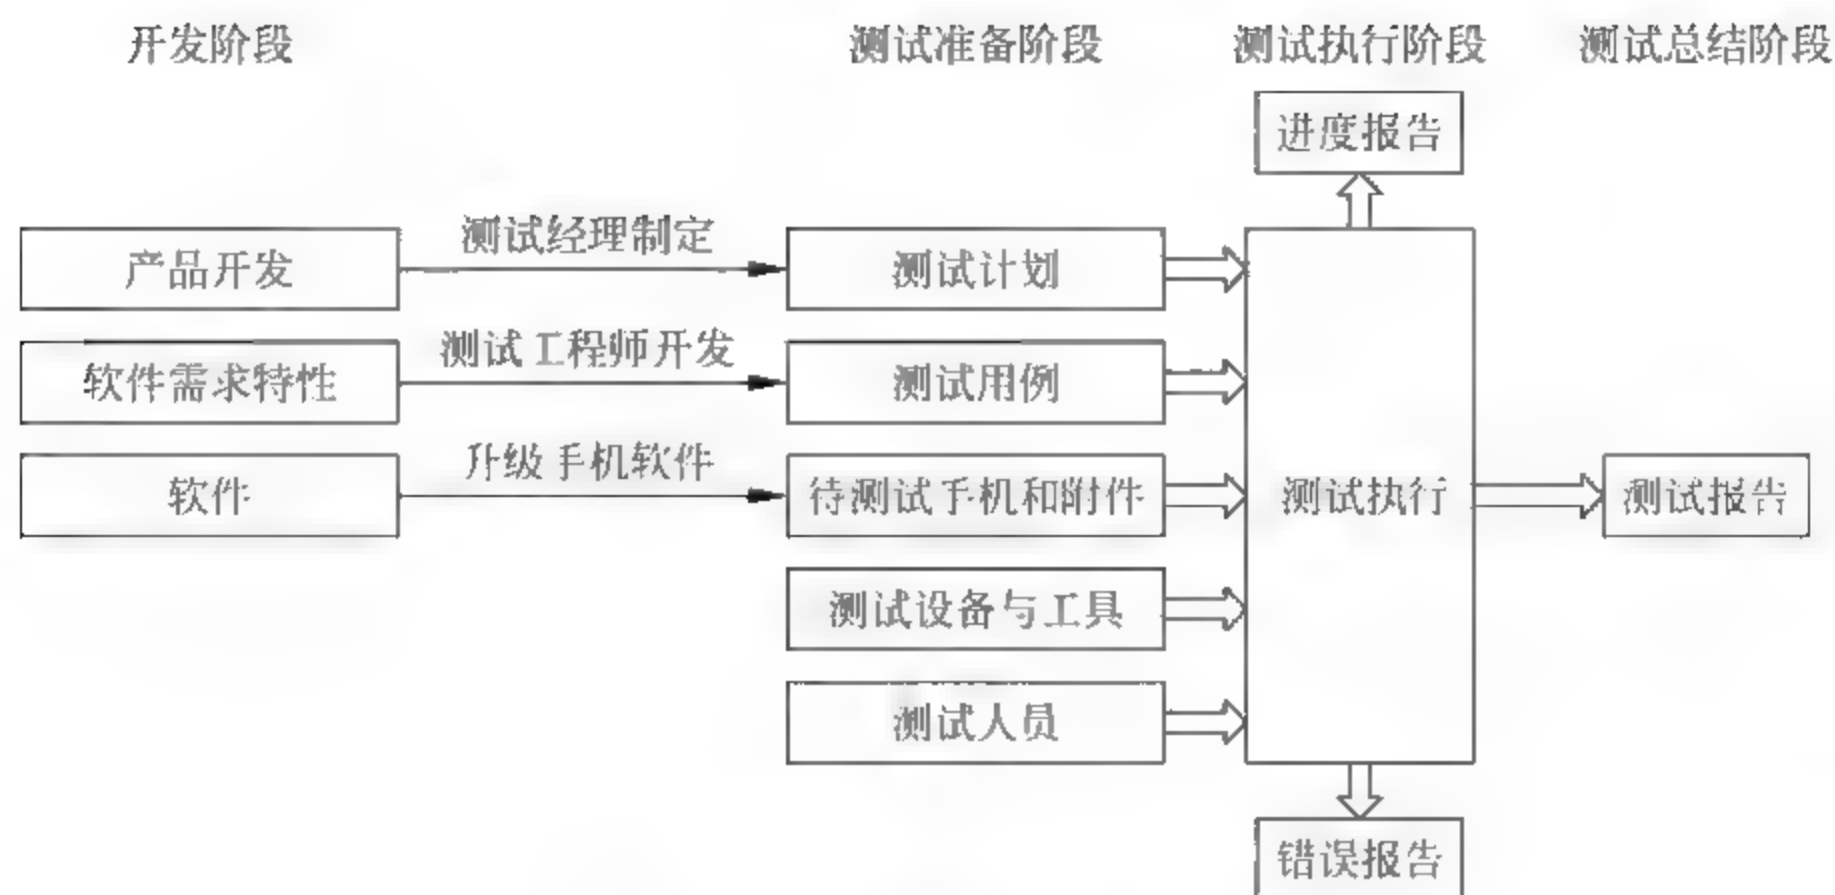 开发阶段 测试准备阶段 测试执行阶段 测试总结阶段
进度报告
产品开发 测试经理制定 测试计划
软件需求特性 测试工程师开发 测试用例
软件 升级手机软件 待测试手机和附件 测试执行 测试报告
测试设备与工具
测试人员
错误报告